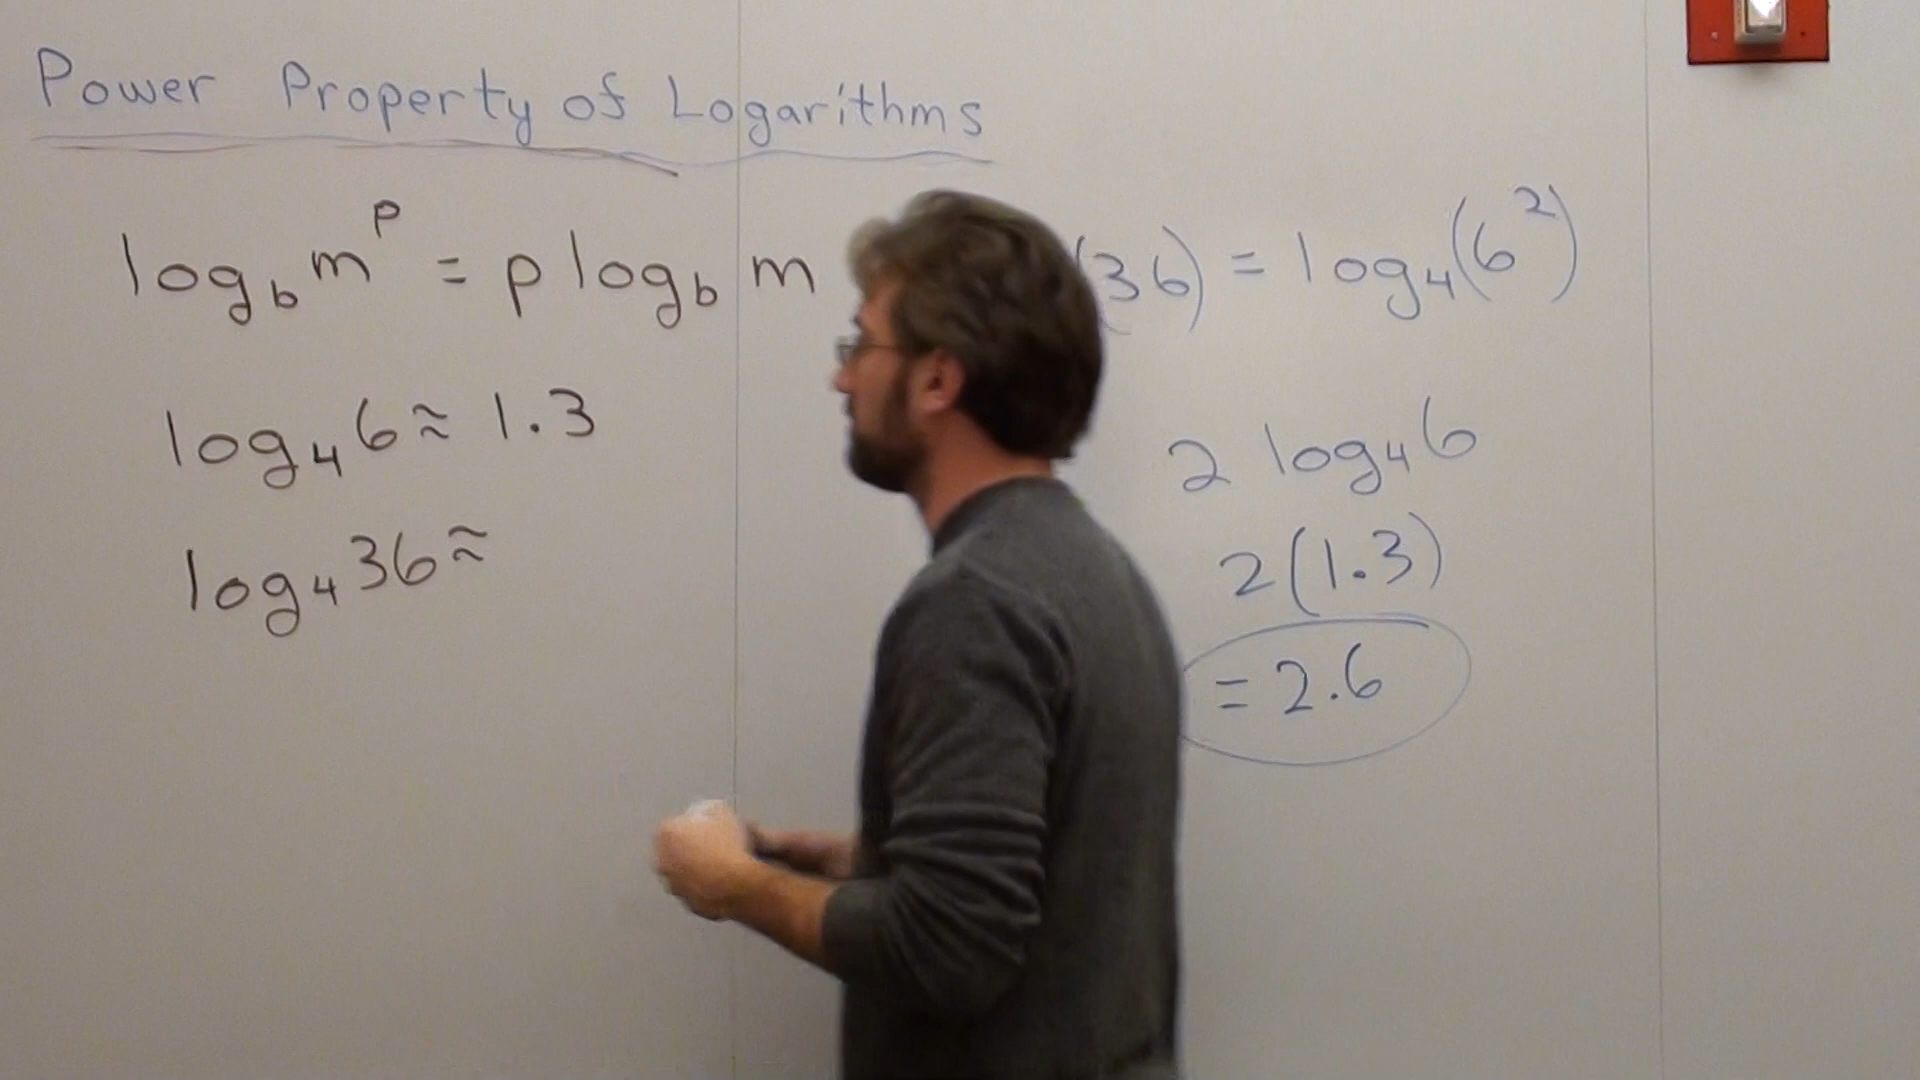 Power Property of Logarithms
log_b m^p = p log_b m
log_4 6 ≈ 1.3
log_4 36 ≈
(36) = log_4(6^2)
2 log_4 6
2(1.3)
= 2.6